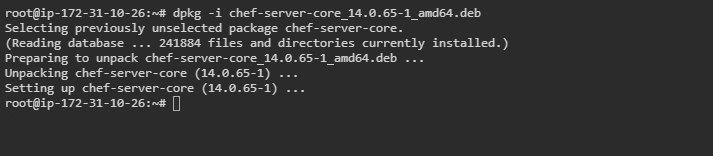 root@ip-172-31-10-26:~# dpkg -i chef-server-core_14.0.65-1_amd64.deb
Selecting previously unselected package chef-server-core.
(Reading database ... 241884 files and directories currently installed.)
Preparing to unpack chef-server-core_14.0.65-1_amd64.deb ...
Unpacking chef-server-core (14.0.65-1) ...
Setting up chef-server-core (14.0.65-1) ...
root@ip-172-31-10-26:~#